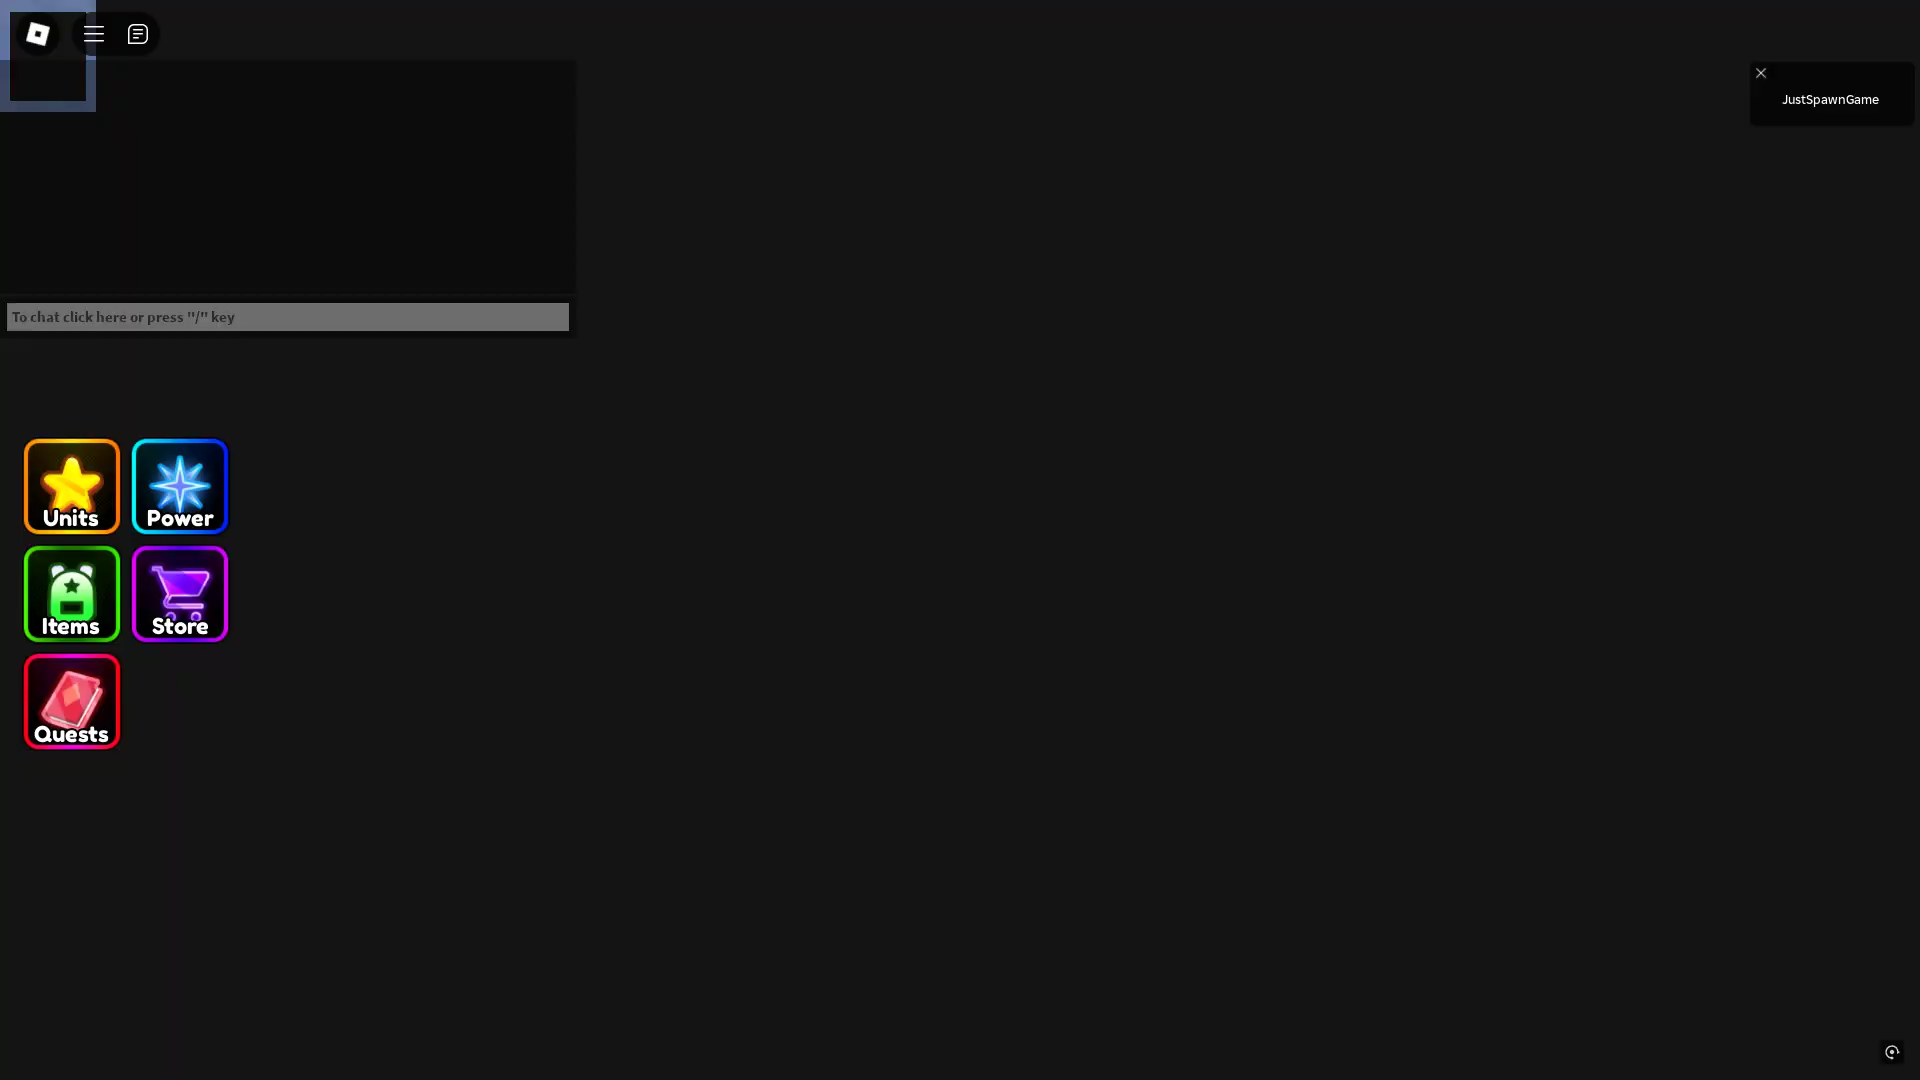 JustSpawnGame
To chat click here or press "/" key
Units
Power
Items
Store
Quests